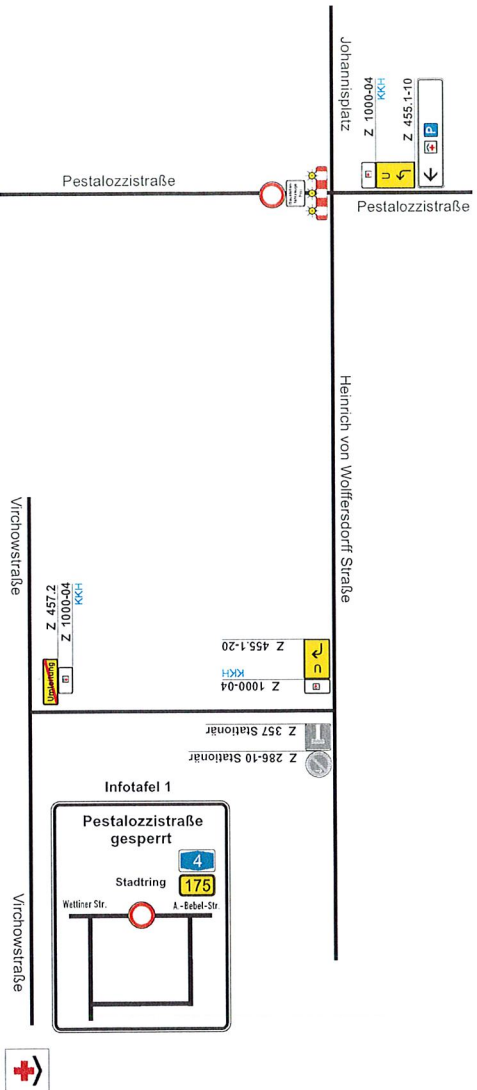 Johannisplatz
Z 1000-04
KKH
Z 455.1-10
P
U
Pestalozzistraße
Pestalozzistraße
Heinrich von Wolffersdorff Straße
Virchowstraße
Z 457.2
Z 1000-04
KKH
Umleitung
Z 455.1-20
KKH
Z 1000-04
U
Z 357 Stationär
Z 286-10 Stationär
Infotafel 1
Pestalozzistraße
gesperrt
4
Stadtring 175
Wettiner Str. A.-Bebel-Str.
Virchowstraße